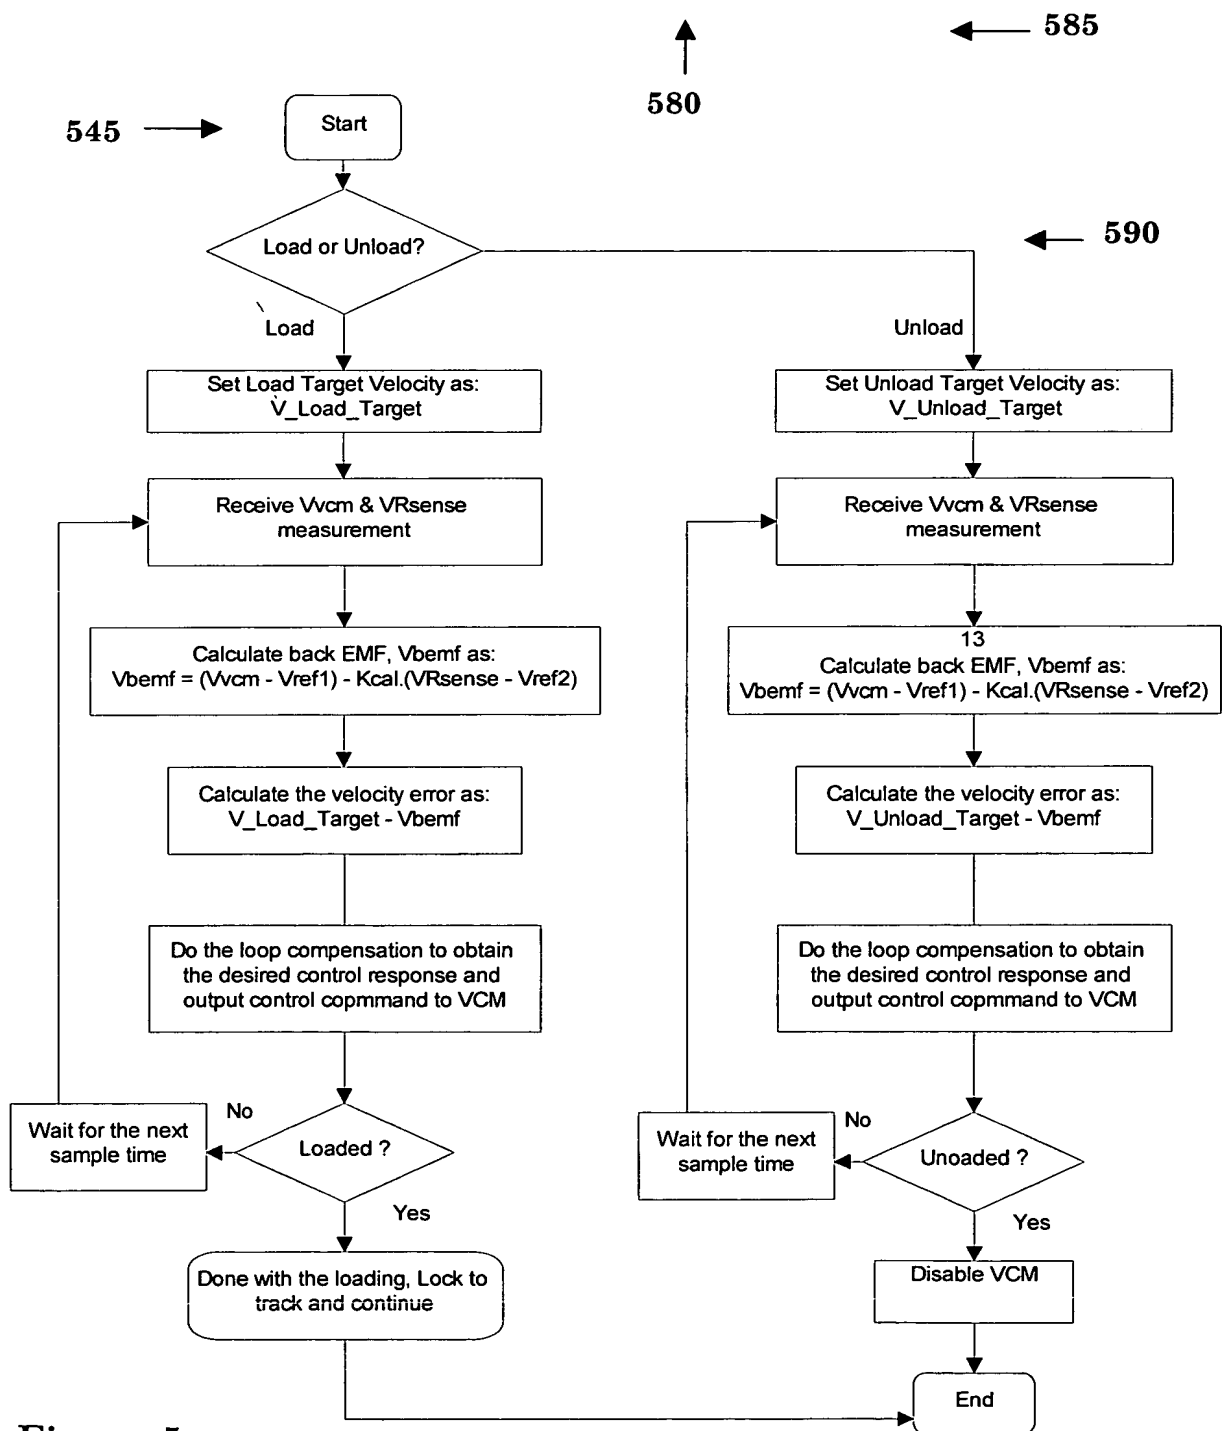 585
580
545
Start
Load or Unload?
590
Load
Unload
Set Load Target Velocity as:
V_Load_Target
Set Unload Target Velocity as:
V_Unload_Target
Receive Vvcm & VRsense
measurement
Receive Vvcm & VRsense
measurement
Calculate back EMF, Vbemf as:
Vbemf = (Vvcm - Vref1) - Kcal.(VRsense - Vref2)
13
Calculate back EMF, Vbemf as:
Vbemf = (Vvcm - Vref1) - Kcal.(VRsense - Vref2)
Calculate the velocity error as:
V_Load_Target - Vbemf
Calculate the velocity error as:
V_Unload_Target - Vbemf
Do the loop compensation to obtain
the desired control response and
output control copmmand to VCM
Do the loop compensation to obtain
the desired control response and
output control copmmand to VCM
No
Wait for the next
sample time
Loaded ?
Yes
No
Wait for the next
sample time
Unoaded ?
Yes
Done with the loading, Lock to
track and continue
Disable VCM
End